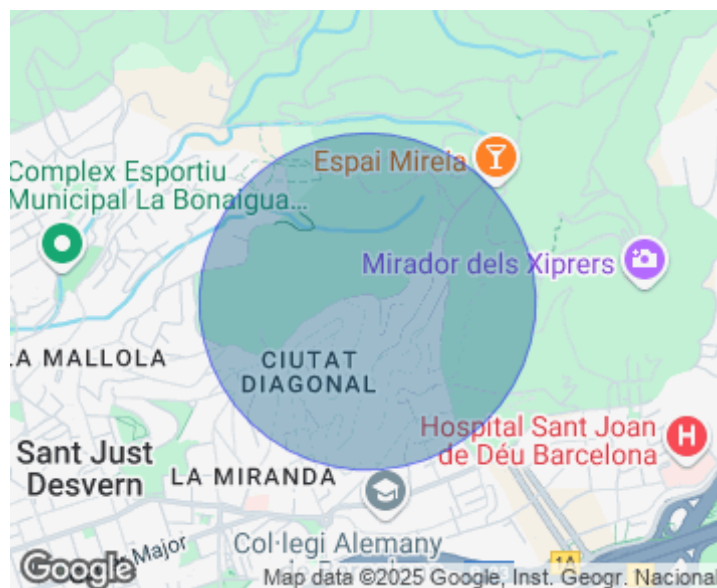 Espai Mirela
Complex Esportiu
Municipal La Bonaigua...
Mirador dels Xiprers
LA MALLOLA
CIUTAT
DIAGONAL
Hospital Sant Joan
de Déu Barcelona
Sant Just
Desvern
LA MIRANDA
Col·legi Alemany
Major
Google
Map data ©2025 Google, Inst. Geogr. Nacional